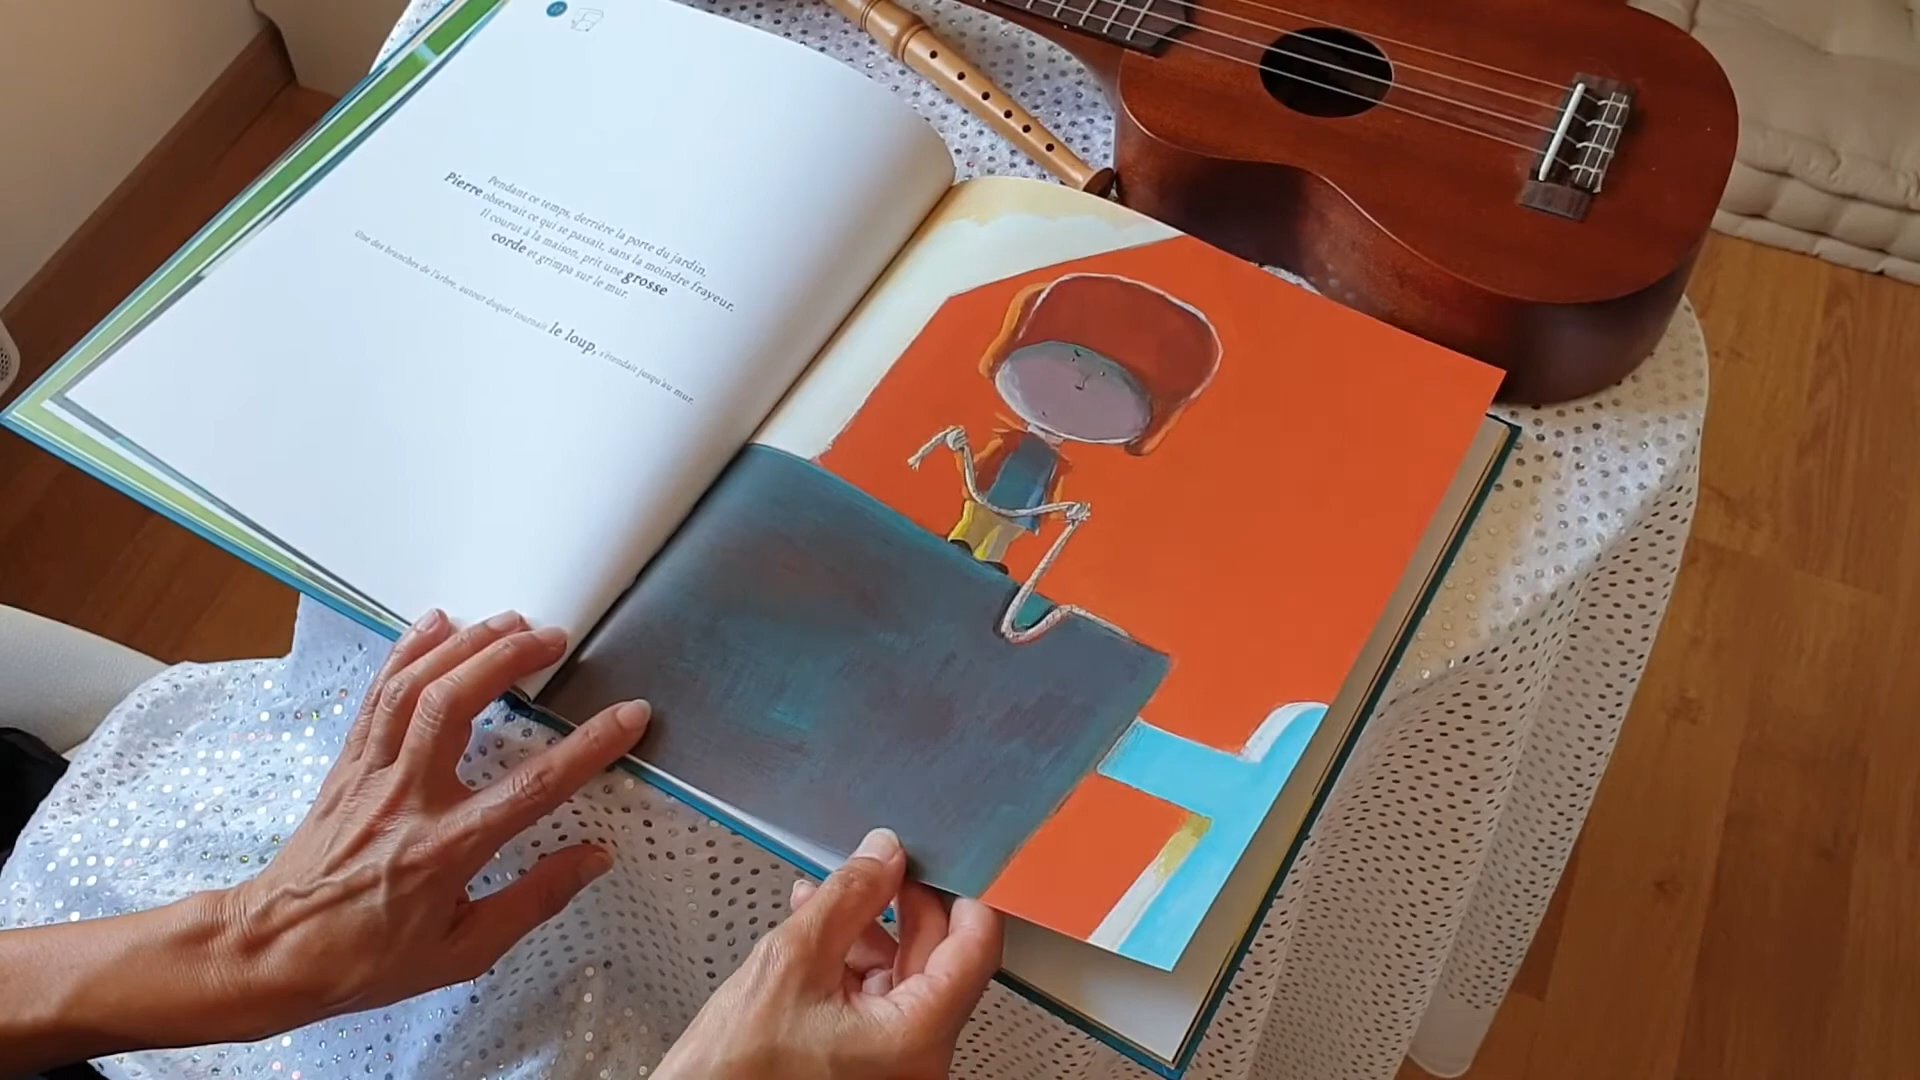 Pendant ce temps, derrière la porte du jardin,
Pierre observait ce qui se passait, sans la moindre frayeur.
Il courut à la maison, prit une grosse
corde et grimpa sur le mur.
Une des branches de l'arbre, autour duquel tournait le loup, s'étendait jusqu'au mur.